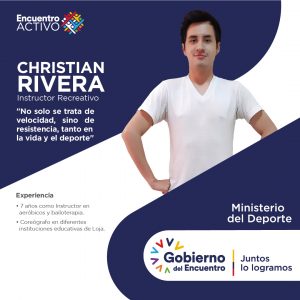 Encuentro
ACTIVO
CHRISTIAN
RIVERA
Instructor Recreativo
"No solo se trata de
velocidad, sino de
resistencia, tanto en
la vida y el deporte"
Experiencia
• 7 años como Instructor en
aeróbicos y bailoterapia.
• Coreógrafo en diferentes
instituciones educativas de Loja.
Ministerio
del Deporte
Gobierno
del Encuentro
Juntos
lo logramos